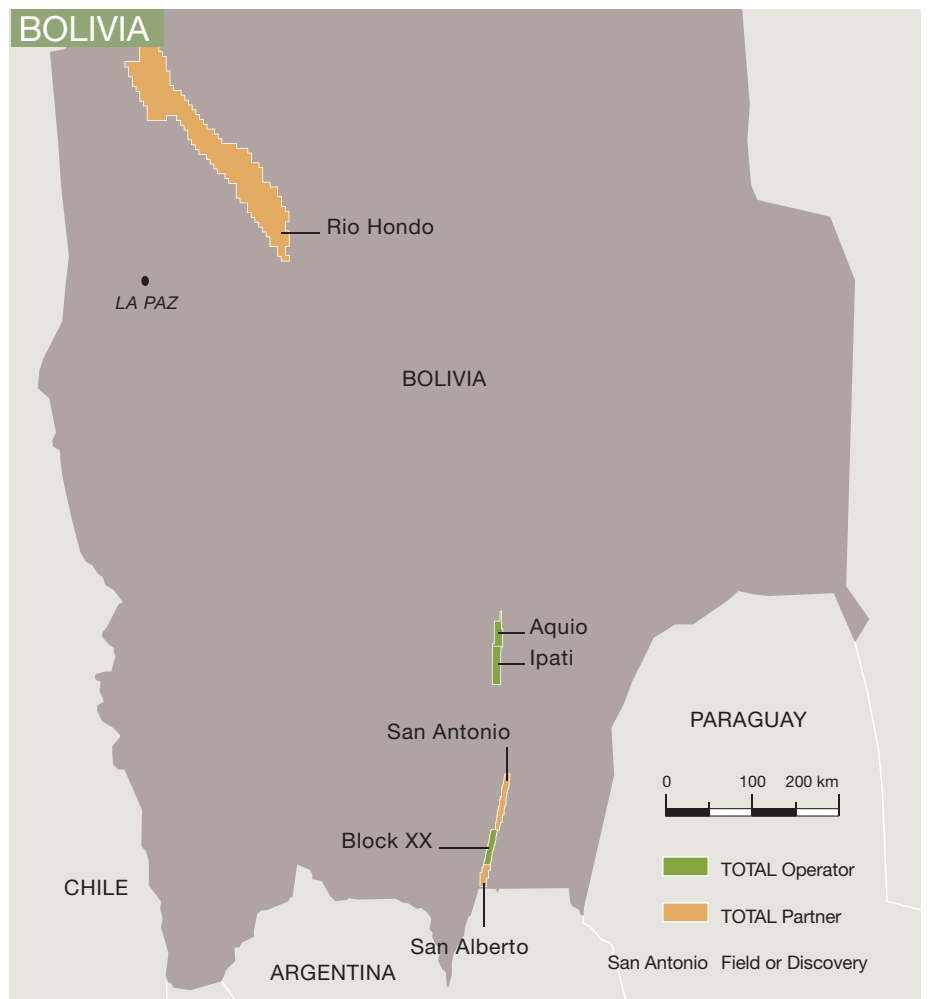 BOLIVIA
Rio Hondo
LA PAZ
BOLIVIA
Aquio
Ipati
San Antonio
PARAGUAY
0 100 200 km
Block XX
TOTAL Operator
CHILE
TOTAL Partner
San Alberto
San Antonio Field or Discovery
ARGENTINA